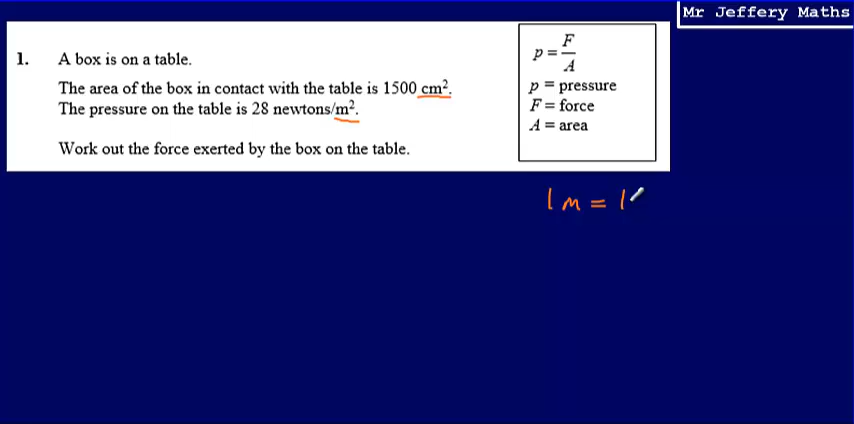 Mr Jeffery Maths
1. A box is on a table.
The area of the box in contact with the table is 1500 cm².
The pressure on the table is 28 newtons/m².
Work out the force exerted by the box on the table.
p = F/A
p = pressure
F = force
A = area
1 m = 1